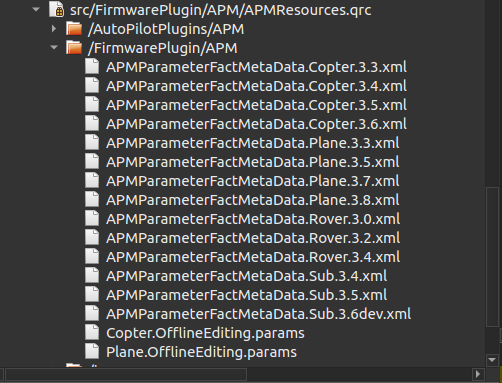 src/FirmwarePlugin/APM/APMResources.qrc
/AutoPilotPlugins/APM
/FirmwarePlugin/APM
APMParameterFactMetaData.Copter.3.3.xml
APMParameterFactMetaData.Copter.3.4.xml
APMParameterFactMetaData.Copter.3.5.xml
APMParameterFactMetaData.Copter.3.6.xml
APMParameterFactMetaData.Plane.3.3.xml
APMParameterFactMetaData.Plane.3.5.xml
APMParameterFactMetaData.Plane.3.7.xml
APMParameterFactMetaData.Plane.3.8.xml
APMParameterFactMetaData.Rover.3.0.xml
APMParameterFactMetaData.Rover.3.2.xml
APMParameterFactMetaData.Rover.3.4.xml
APMParameterFactMetaData.Sub.3.4.xml
APMParameterFactMetaData.Sub.3.5.xml
APMParameterFactMetaData.Sub.3.6dev.xml
Copter.OfflineEditing.params
Plane.OfflineEditing.params